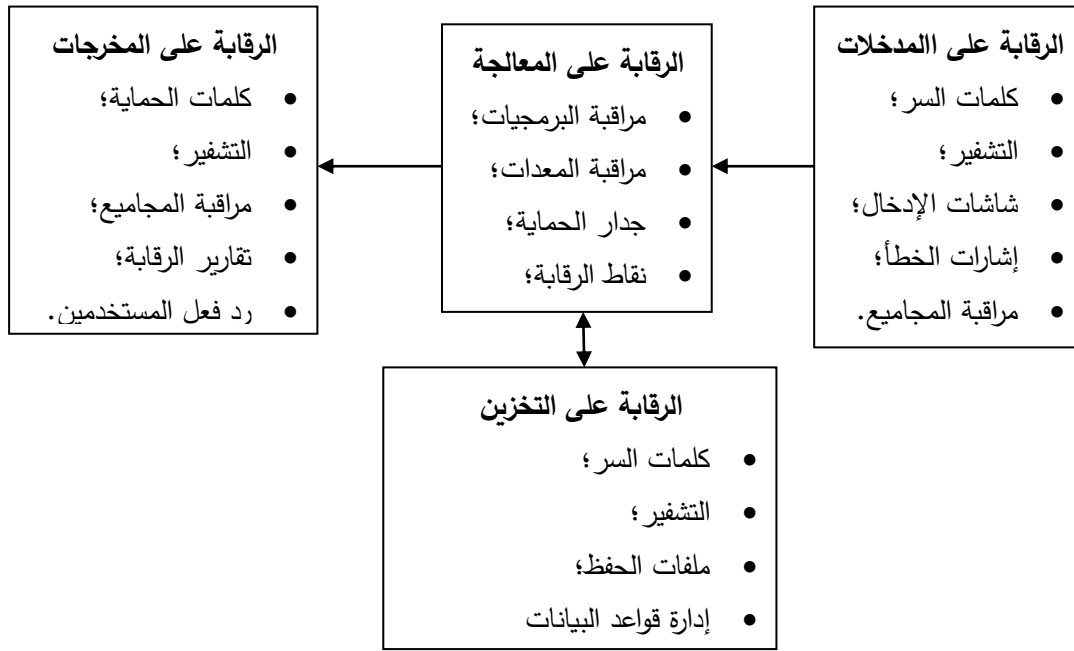 الرقابة على االمدخلات
• كلمات السر؛
• التشفير؛
• شاشات الإدخال؛
• إشارات الخطأ؛
• مراقبة المجاميع.
الرقابة على المعالجة
• مراقبة البرمجيات؛
• مراقبة المعدات؛
• جدار الحماية؛
• نقاط الرقابة؛
الرقابة على المخرجات
• كلمات الحماية؛
• التشفير؛
• مراقبة المجاميع؛
• تقارير الرقابة؛
• رد فعل المستخدمين.
الرقابة على التخزين
• كلمات السر؛
• التشفير؛
• ملفات الحفظ؛
• إدارة قواعد البيانات